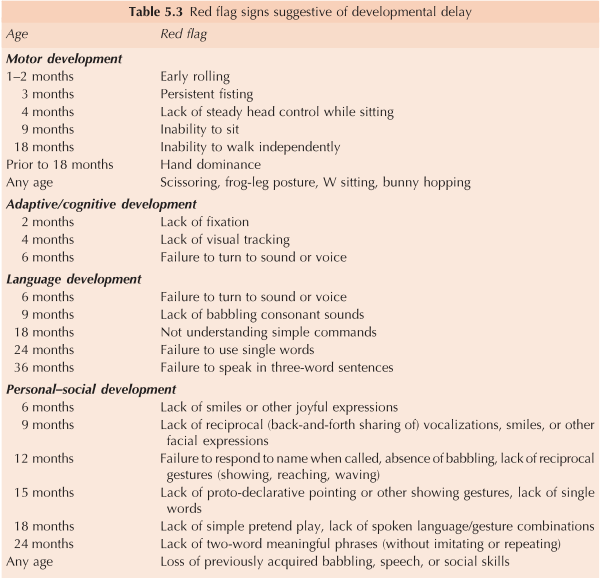 Table 5.3 Red flag signs suggestive of developmental delay
Age Red flag
Motor development
1–2 months Early rolling
3 months Persistent fisting
4 months Lack of steady head control while sitting
9 months Inability to sit
18 months Inability to walk independently
Prior to 18 months Hand dominance
Any age Scissoring, frog-leg posture, W sitting, bunny hopping
Adaptive/cognitive development
2 months Lack of fixation
4 months Lack of visual tracking
6 months Failure to turn to sound or voice
Language development
6 months Failure to turn to sound or voice
9 months Lack of babbling consonant sounds
18 months Not understanding simple commands
24 months Failure to use single words
36 months Failure to speak in three-word sentences
Personal–social development
6 months Lack of smiles or other joyful expressions
9 months Lack of reciprocal (back-and-forth sharing of) vocalizations, smiles, or other
facial expressions
12 months Failure to respond to name when called, absence of babbling, lack of reciprocal
gestures (showing, reaching, waving)
15 months Lack of proto-declarative pointing or other showing gestures, lack of single
words
18 months Lack of simple pretend play, lack of spoken language/gesture combinations
24 months Lack of two-word meaningful phrases (without imitating or repeating)
Any age Loss of previously acquired babbling, speech, or social skills